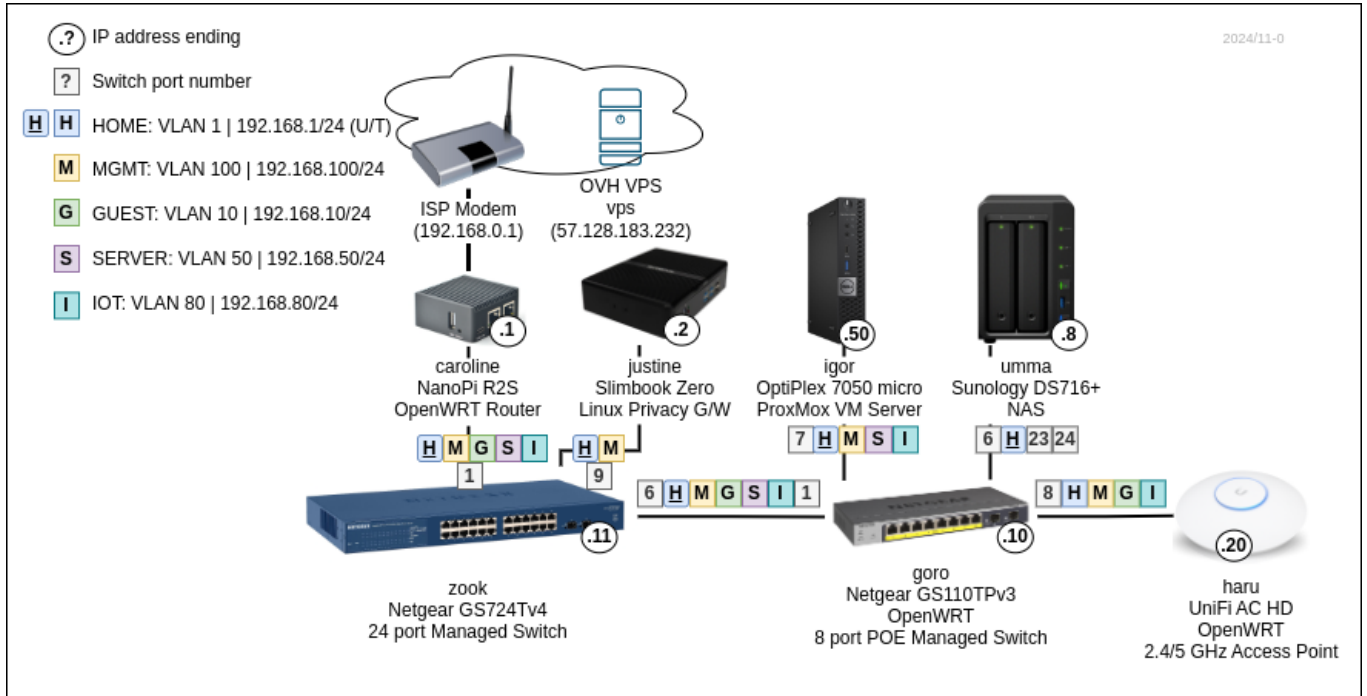 .? IP address ending
2024/11-0
? Switch port number
H H HOME: VLAN 1 | 192.168.1/24 (U/T)
M MGMT: VLAN 100 | 192.168.100/24
G GUEST: VLAN 10 | 192.168.10/24
S SERVER: VLAN 50 | 192.168.50/24
I IOT: VLAN 80 | 192.168.80/24
ISP Modem
(192.168.0.1)
OVH VPS
vps
(57.128.183.232)
.1
caroline
NanoPi R2S
OpenWRT Router
H M G S I
1
.2
justine
Slimbook Zero
Linux Privacy G/W
H M
9
.50
igor
OptiPlex 7050 micro
ProxMox VM Server
7 H M S I
.8
umma
Sunology DS716+
NAS
6 H 23 24
NETGEAR
.11
zook
Netgear GS724Tv4
24 port Managed Switch
6 H M G S I 1
NETGEAR
.10
goro
Netgear GS110TPv3
OpenWRT
8 port POE Managed Switch
8 H M G I
.20
haru
UniFi AC HD
OpenWRT
2.4/5 GHz Access Point